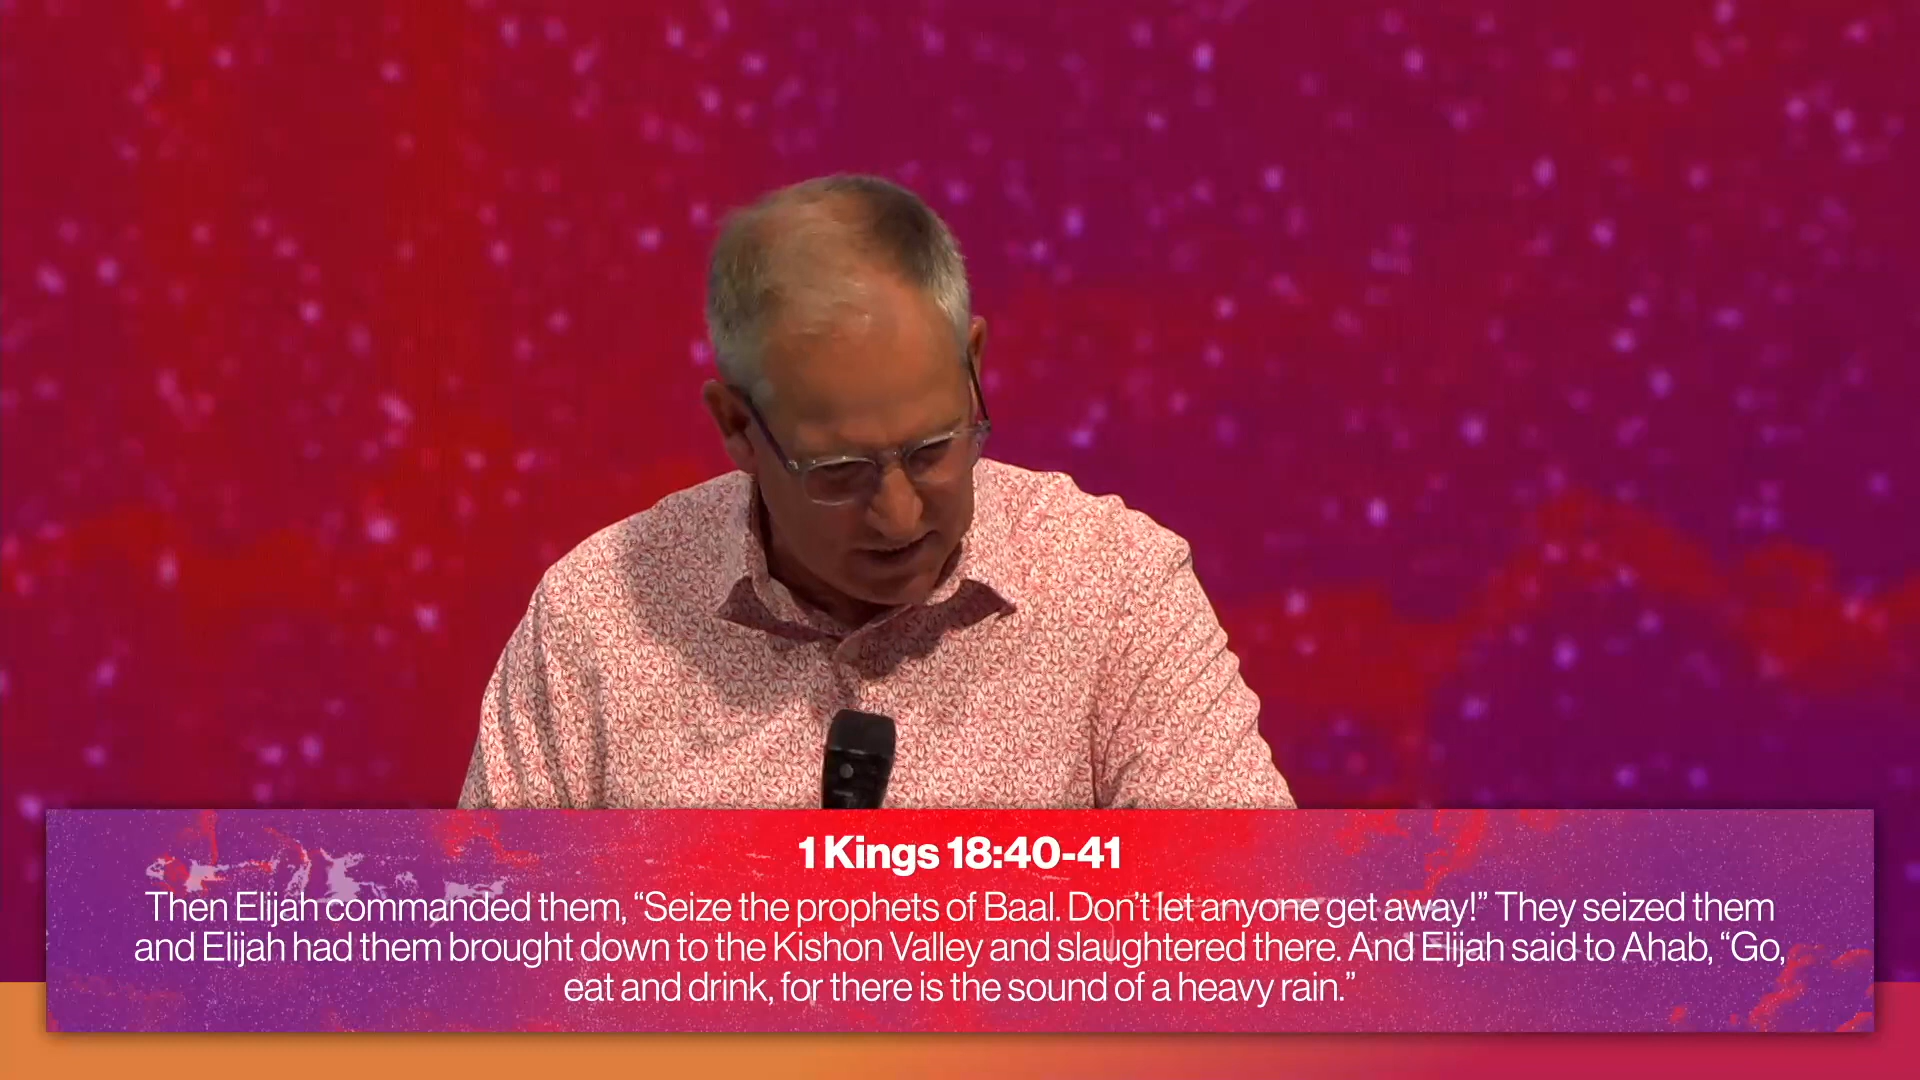 1 Kings 18:40-41
Then Elijah commanded them, “Seize the prophets of Baal. Don’t let anyone get away!” They seized them
and Elijah had them brought down to the Kishon Valley and slaughtered there. And Elijah said to Ahab, “Go,
eat and drink, for there is the sound of a heavy rain.”